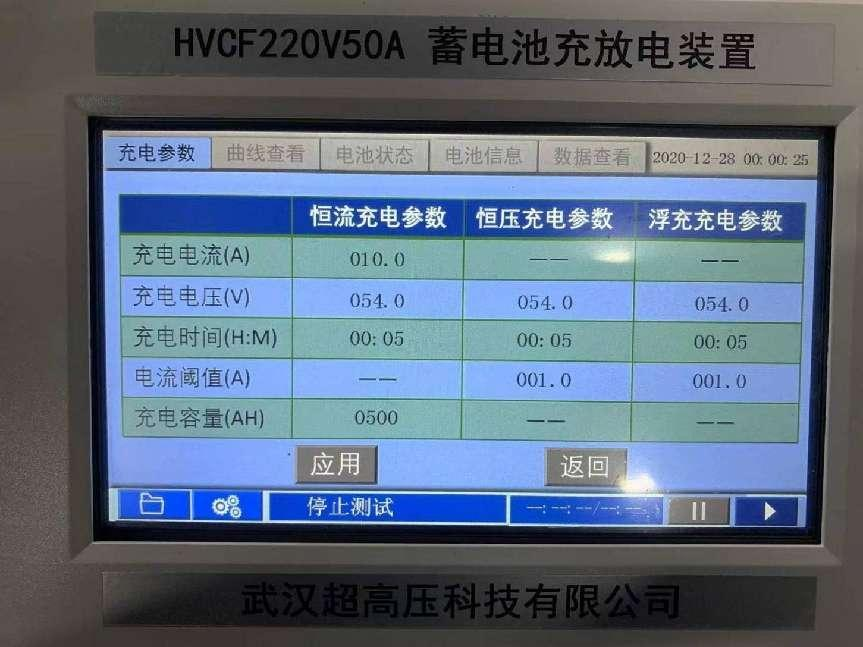 HVCF220V50A 蓄电池充放电装置
充电参数 曲线查看 电池状态 电池信息 数据查看 2020-12-28 00:00:25
恒流充电参数 恒压充电参数 浮充充电参数
充电电流(A) 010.0 —— ——
充电电压(V) 054.0 054.0 054.0
充电时间(H:M) 00:05 00:05 00:05
电流阈值(A) —— 001.0 001.0
充电容量(AH) 0500 —— ——
应用 返回
停止测试 --:--:--/--:--:--
武汉超高压科技有限公司